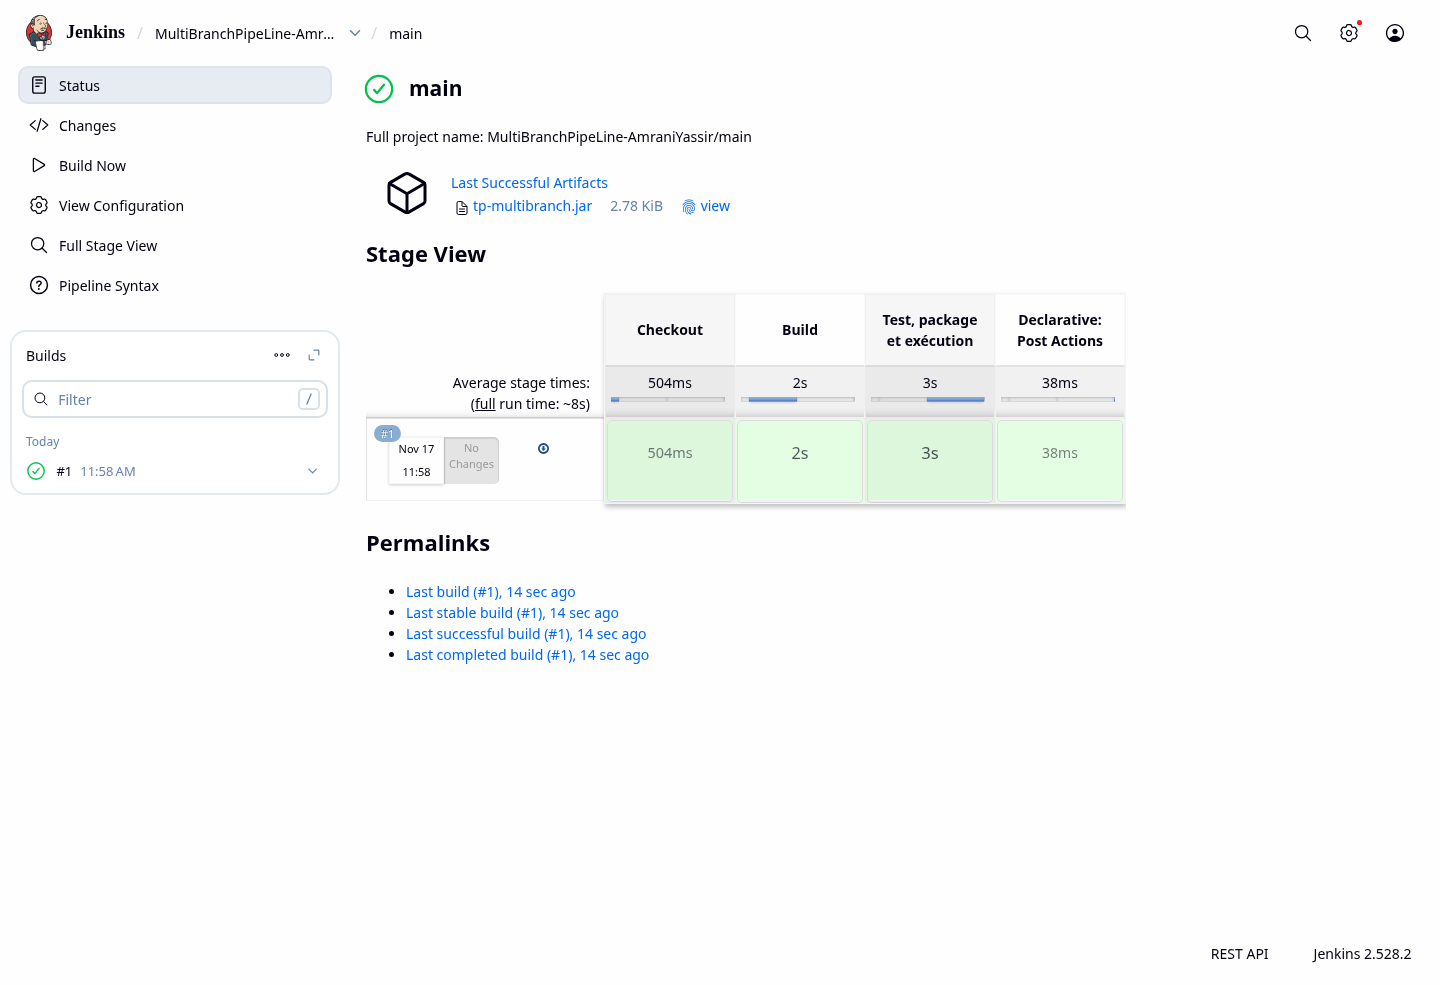 Jenkins / MultiBranchPipeLine-Amr... / main
Status
Changes
Build Now
View Configuration
Full Stage View
Pipeline Syntax
Builds
Filter /
Today
#1 11:58 AM
main
Full project name: MultiBranchPipeLine-AmraniYassir/main
Last Successful Artifacts
tp-multibranch.jar 2.78 KiB view
Stage View
Checkout
Build
Test, package
et exécution
Declarative:
Post Actions
Average stage times:
(full run time: ~8s)
504ms
2s
3s
38ms
#1
Nov 17
11:58
No
Changes
504ms
2s
3s
38ms
Permalinks
Last build (#1), 14 sec ago
Last stable build (#1), 14 sec ago
Last successful build (#1), 14 sec ago
Last completed build (#1), 14 sec ago
REST API Jenkins 2.528.2